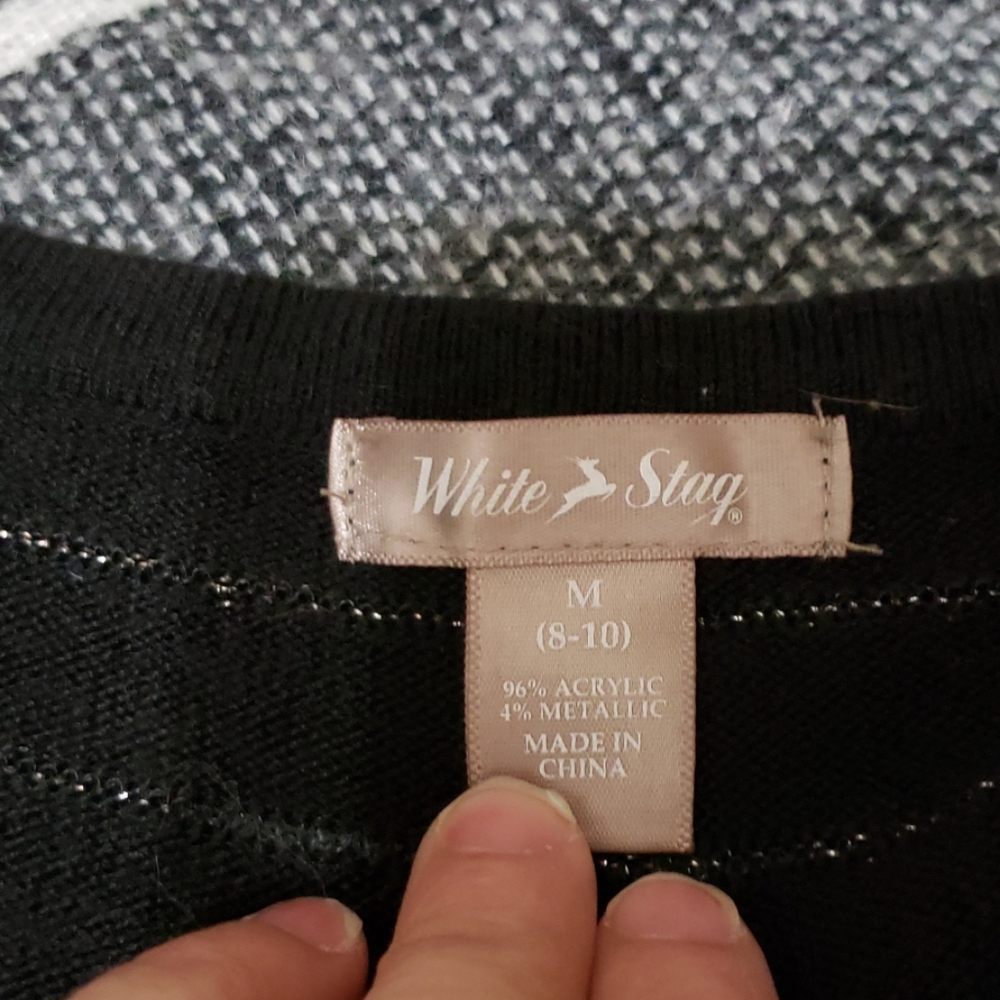 White Stag®
M
(8-10)
96% ACRYLIC
4% METALLIC
MADE IN
CHINA